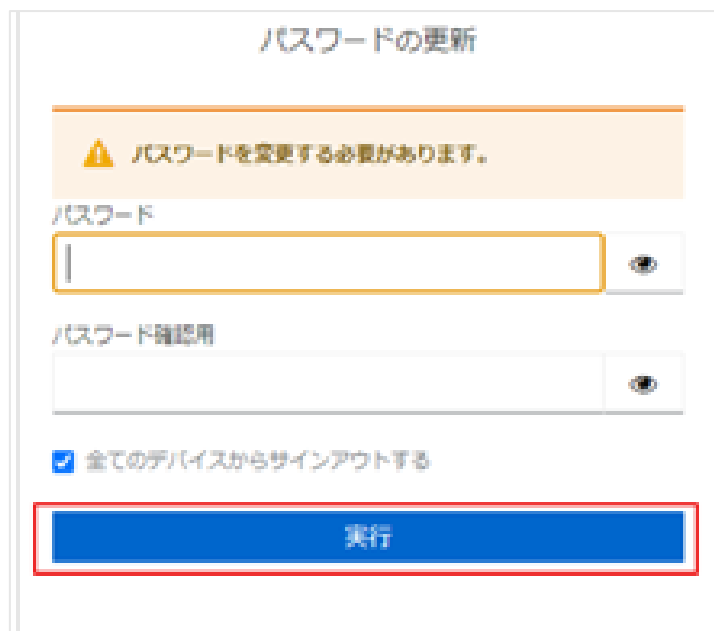 パスワードの更新
パスワードを変更する必要があります。
パスワード
パスワード確認用
全てのデバイスからサインアウトする
実行